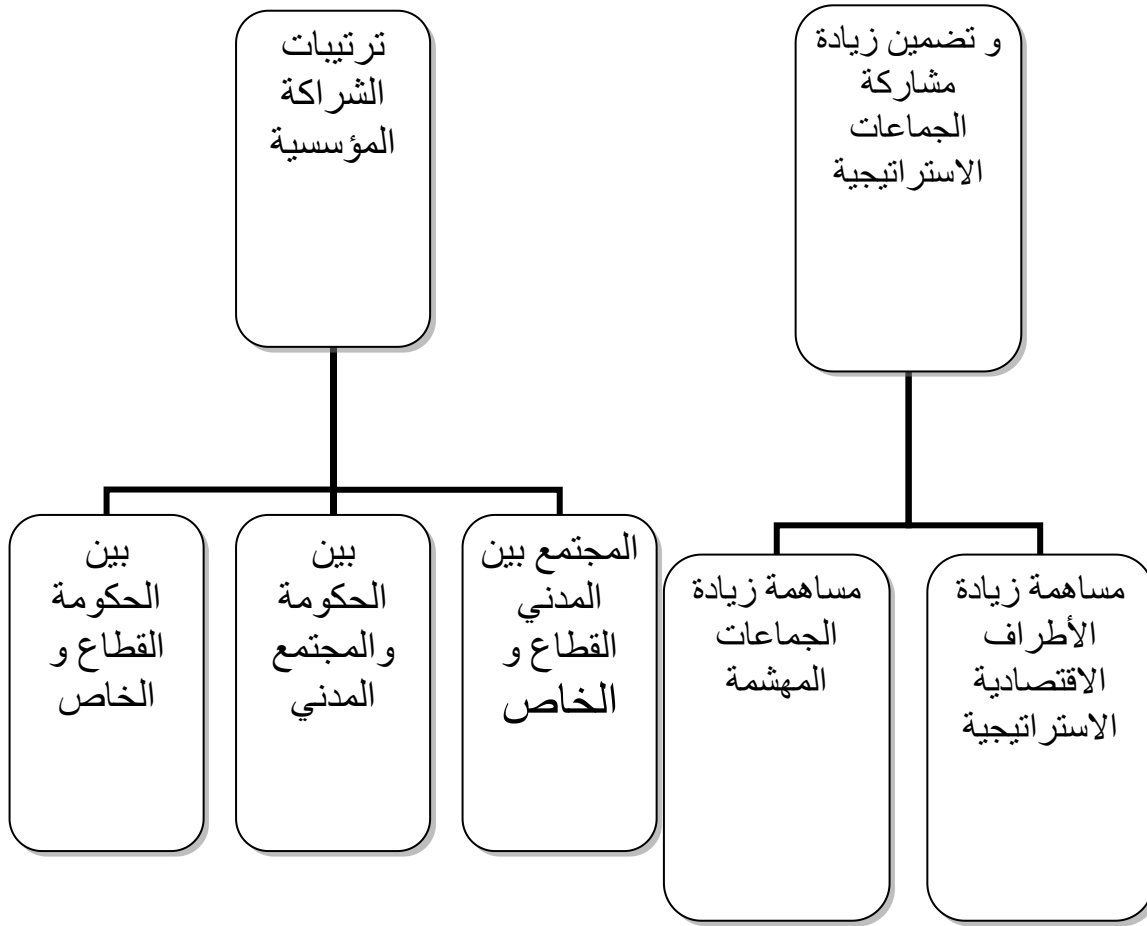 و تضمين زيادة
مشاركة
الجماعات
الاستراتيجية
ترتيبات
الشراكة
المؤسسية
مساهمة زيادة
الأطراف
الاقتصادية
الاستراتيجية
مساهمة زيادة
الجماعات
المهشمة
المجتمع بين
المدني
القطاع و
الخاص
بين
الحكومة
والمجتمع
المدني
بين
الحكومة
القطاع و
الخاص